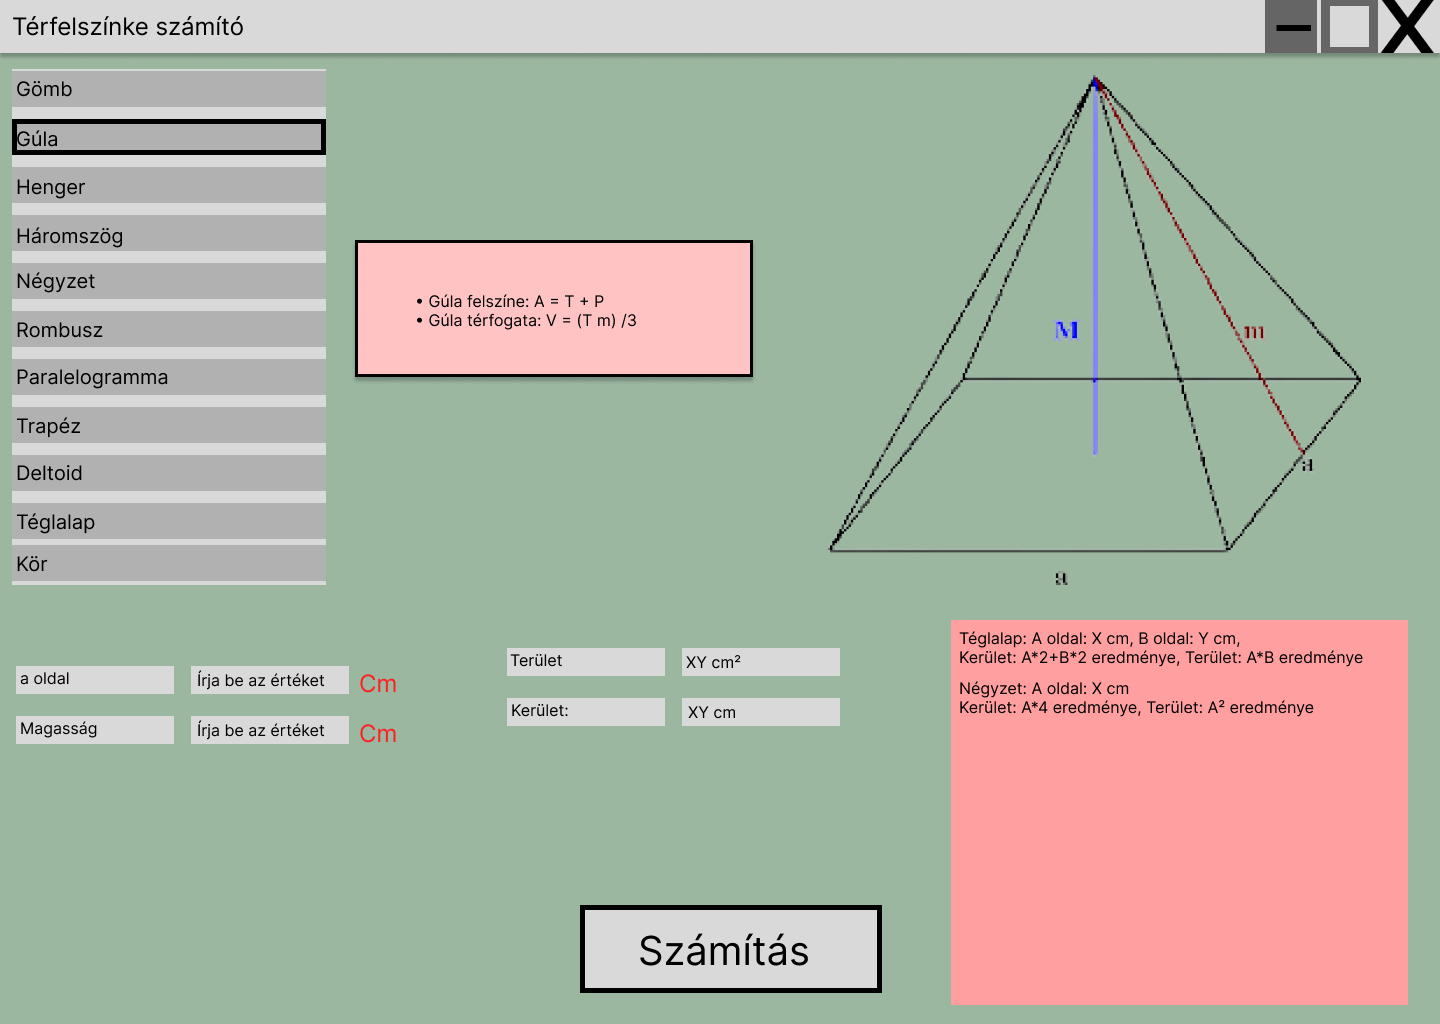 Térfelszínke számító
X
Gömb
Gúla
Henger
Háromszög
Négyzet
Rombusz
Paralelogramma
Trapéz
Deltoid
Téglalap
Kör
• Gúla felszíne: A = T + P
• Gúla térfogata: V = (T m) /3
M
m
a
a
a oldal
Írja be az értéket
Cm
Magasság
Írja be az értéket
Cm
Terület
XY cm²
Kerület:
XY cm
Téglalap: A oldal: X cm, B oldal: Y cm,
Kerület: A*2+B*2 eredménye, Terület: A*B eredménye
Négyzet: A oldal: X cm
Kerület: A*4 eredménye, Terület: A² eredménye
Számítás